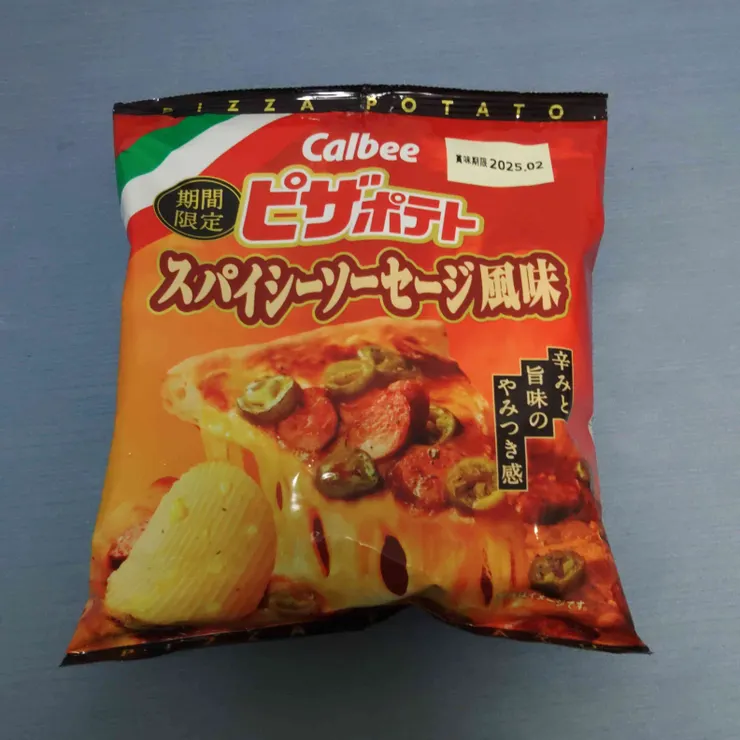 PIZZA POTATO
Calbee
賞味期限 2025.02
期間
限定
ピザポテト
スパイシーソーセージ風味
辛みと
旨味の
やみつき感